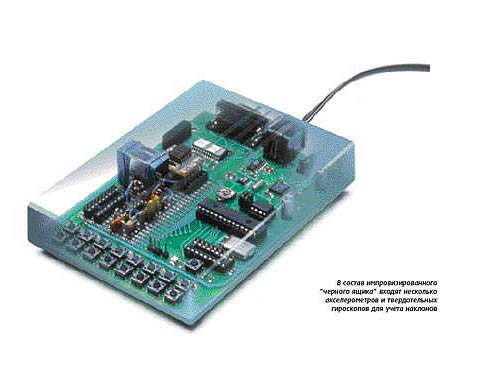 В состав импровизированного
"черного ящика" входят несколько
акселерометров и твердотельных
гироскопов для учета наклонов